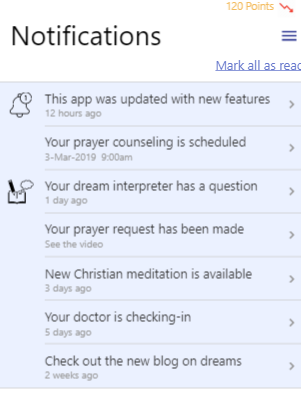 120 Points
Notifications
Mark all as read
This app was updated with new features
12 hours ago
Your prayer counseling is scheduled
3-Mar-2019 9:00am
Your dream interpreter has a question
1 day ago
Your prayer request has been made
See the video
New Christian meditation is available
3 days ago
Your doctor is checking-in
5 days ago
Check out the new blog on dreams
2 weeks ago